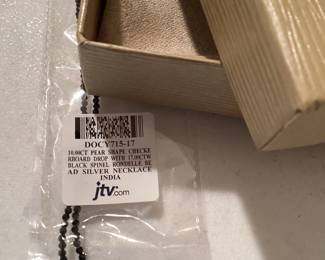 DOCY715-17
10.00CT PEAR SHAPE CHECKE
RBOARD DROP WITH 17.00CTW
BLACK SPINEL RONDELLE BE
AD SILVER NECKLACE
INDIA
jtv.com